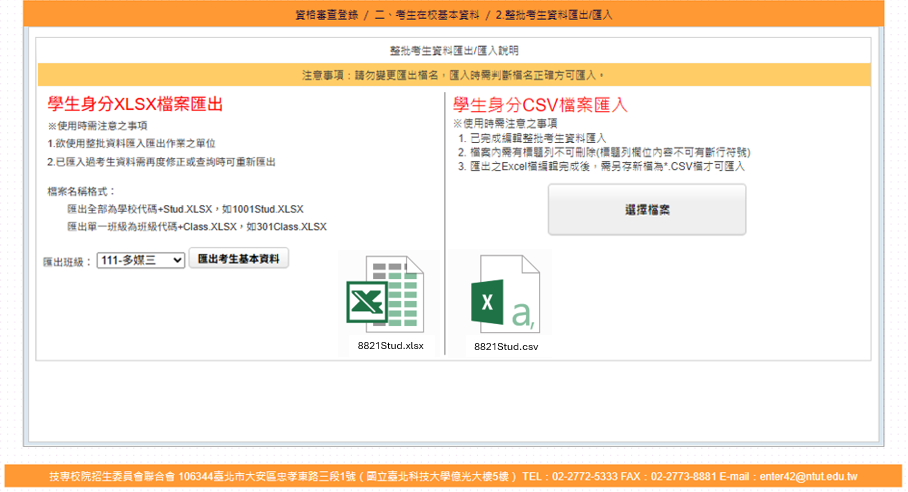 資格審查登錄 / 二、考生在校基本資料 / 2.整批考生資料匯出/匯入
整批考生資料匯出/匯入說明
注意事項：請勿變更匯出檔名，匯入時需判斷檔名正確方可匯入。
學生身分XLSX檔案匯出
※使用時需注意之事項
1.欲使用整批資料匯入匯出作業之單位
2.已匯入過考生資料需再度修正或查詢時可重新匯出
檔案名稱格式：
匯出全部為學校代碼+Stud.XLSX，如1001Stud.XLSX
匯出單一班級為班級代碼+Class.XLSX，如301Class.XLSX
匯出班級： 111-多媒三 匯出考生基本資料
8821Stud.xlsx
學生身分CSV檔案匯入
※使用時需注意之事項
1. 已完成編輯整批考生資料匯入
2. 檔案內需有標題列不可刪除(標題列欄位內容不可有斷行符號)
3. 匯出之Excel檔編輯完成後，需另存新檔為*.CSV檔才可匯入
選擇檔案
X
a,
8821Stud.csv
技專校院招生委員會聯合會 106344臺北市大安區忠孝東路三段1號（國立臺北科技大學億光大樓5樓） TEL：02-2772-5333 FAX：02-2773-8881 E-mail：enter42@ntut.edu.tw